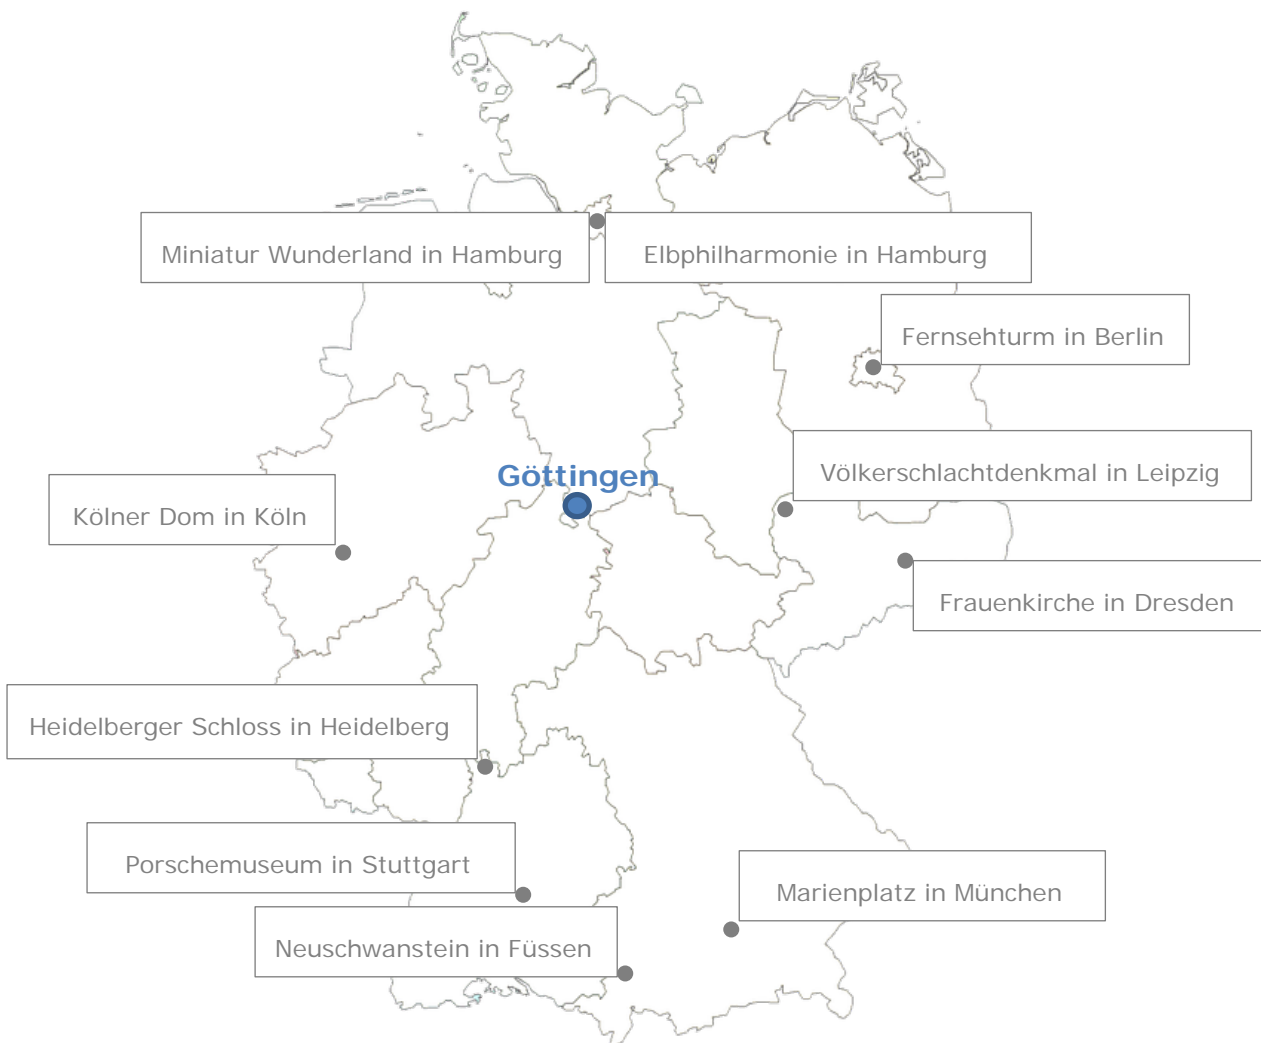 Miniatur Wunderland in Hamburg
Elbphilharmonie in Hamburg
Fernsehturm in Berlin
Völkerschlachtdenkmal in Leipzig
Göttingen
Kölner Dom in Köln
Frauenkirche in Dresden
Heidelberger Schloss in Heidelberg
Porschemuseum in Stuttgart
Marienplatz in München
Neuschwanstein in Füssen